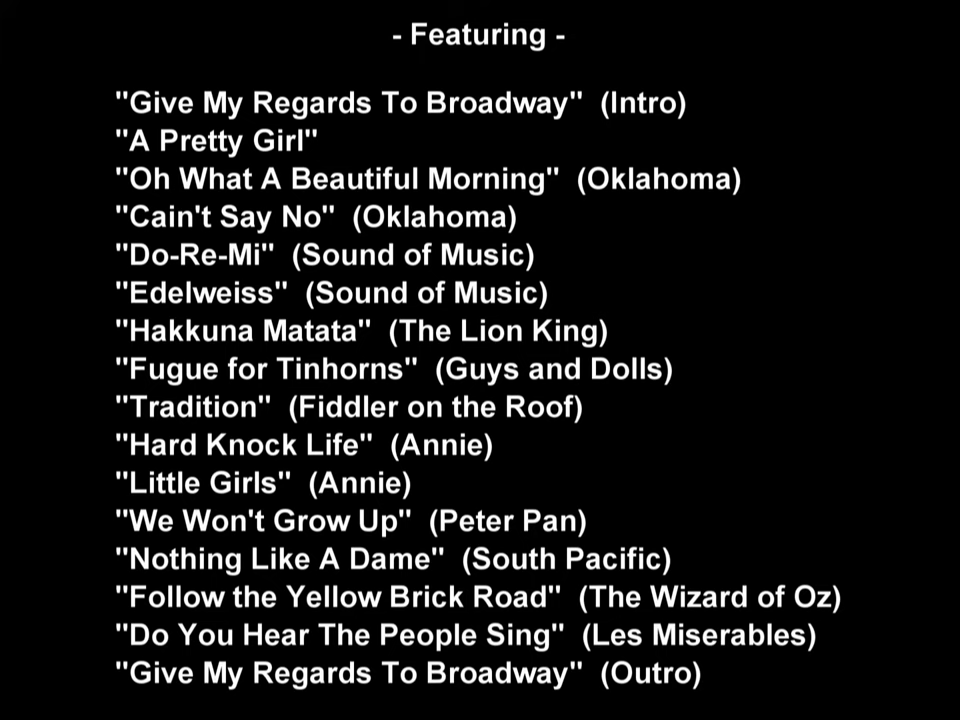 - Featuring -
"Give My Regards To Broadway" (Intro)
"A Pretty Girl"
"Oh What A Beautiful Morning" (Oklahoma)
"Cain't Say No" (Oklahoma)
"Do-Re-Mi" (Sound of Music)
"Edelweiss" (Sound of Music)
"Hakkuna Matata" (The Lion King)
"Fugue for Tinhorns" (Guys and Dolls)
"Tradition" (Fiddler on the Roof)
"Hard Knock Life" (Annie)
"Little Girls" (Annie)
"We Won't Grow Up" (Peter Pan)
"Nothing Like A Dame" (South Pacific)
"Follow the Yellow Brick Road" (The Wizard of Oz)
"Do You Hear The People Sing" (Les Miserables)
"Give My Regards To Broadway" (Outro)